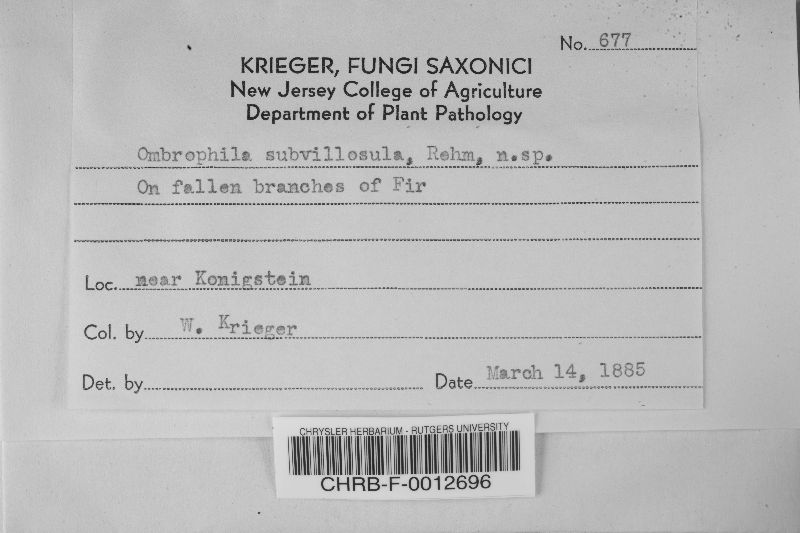 No. 677
KRIEGER, FUNGI SAXONICI
New Jersey College of Agriculture
Department of Plant Pathology
Ombrophila subvillosula, Rehm, n.sp.
On fallen branches of Fir
Loc. near Konigstein
Col. by W. Krieger
Det. by Date March 14, 1885
CHRYSLER HERBARIUM - RUTGERS UNIVERSITY
CHRB-F-0012696